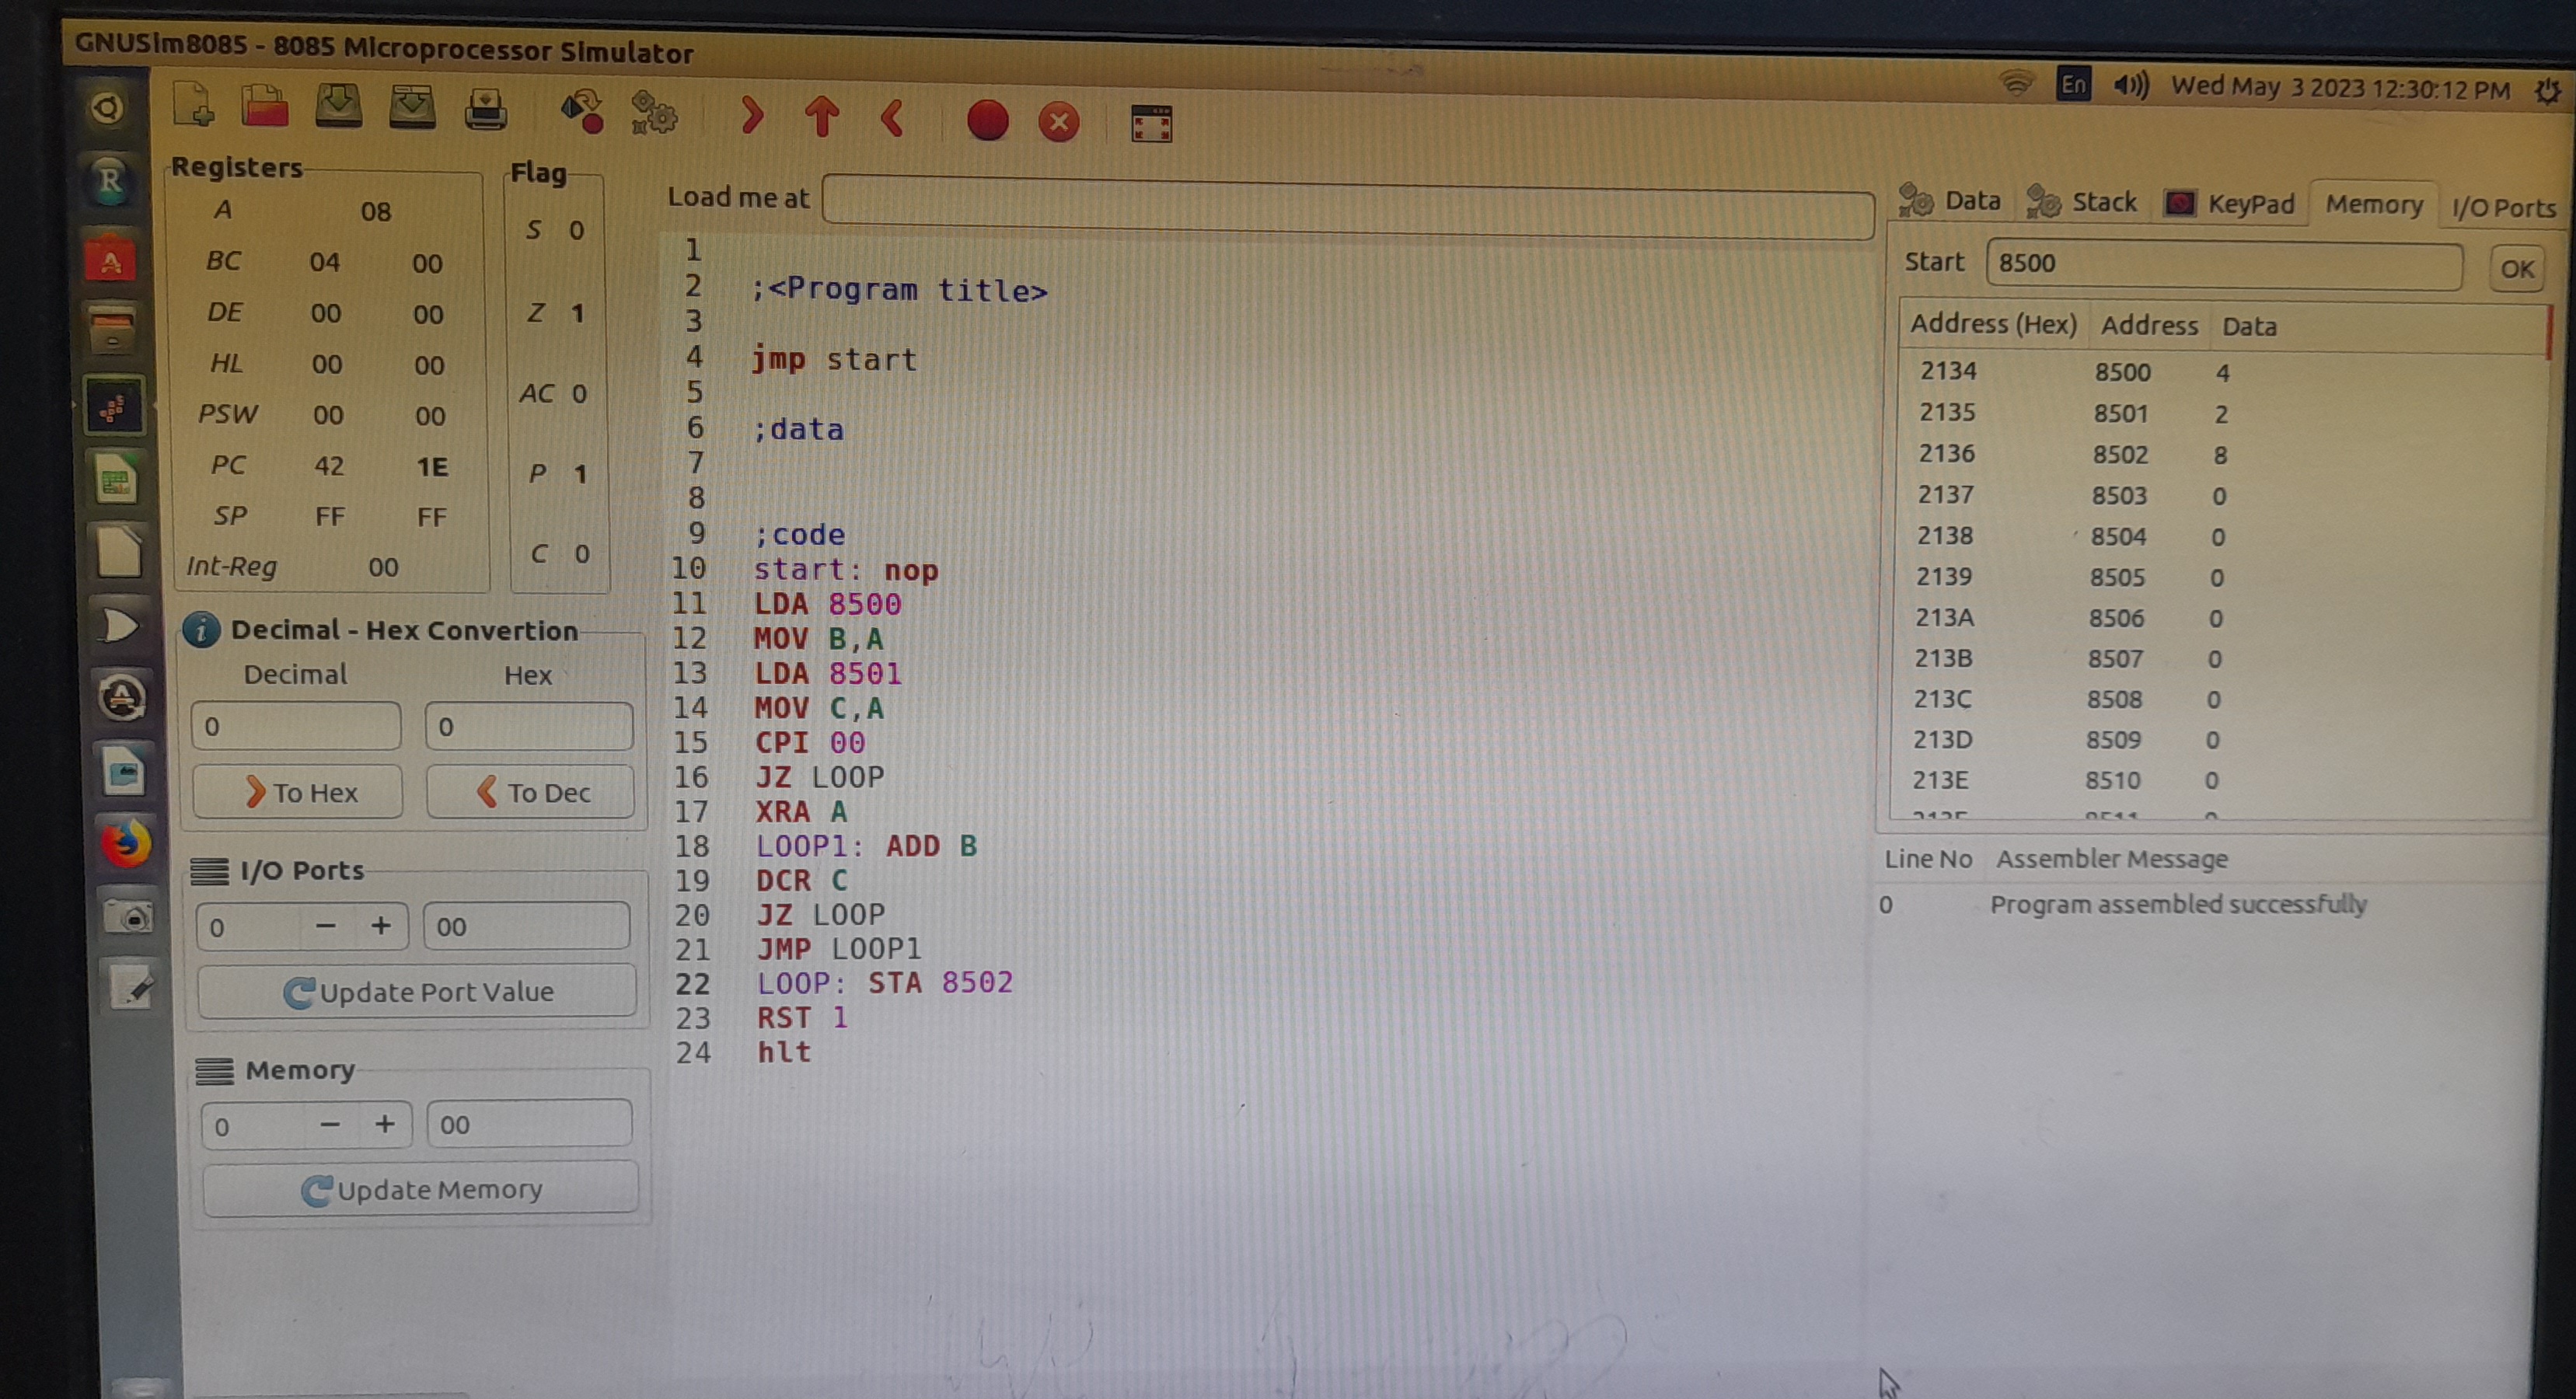 GNUSim8085 - 8085 Microprocessor Simulator
En Wed May 3 2023 12:30:12 PM
Registers
A 08
BC 04 00
DE 00 00
HL 00 00
PSW 00 00
PC 42 1E
SP FF FF
Int-Reg 00
Flag
S 0
Z 1
AC 0
P 1
C 0
Decimal - Hex Convertion
Decimal Hex
0 0
To Hex To Dec
I/O Ports
0 − + 00
Update Port Value
Memory
0 − + 00
Update Memory
Load me at
1
2 ;<Program title>
3
4 jmp start
5
6 ;data
7
8
9 ;code
10 start: nop
11 LDA 8500
12 MOV B,A
13 LDA 8501
14 MOV C,A
15 CPI 00
16 JZ LOOP
17 XRA A
18 LOOP1: ADD B
19 DCR C
20 JZ LOOP
21 JMP LOOP1
22 LOOP: STA 8502
23 RST 1
24 hlt
Data Stack KeyPad Memory I/O Ports
Start 8500 OK
Address (Hex) Address Data
2134 8500 4
2135 8501 2
2136 8502 8
2137 8503 0
2138 8504 0
2139 8505 0
213A 8506 0
213B 8507 0
213C 8508 0
213D 8509 0
213E 8510 0
Line No Assembler Message
0 Program assembled successfully